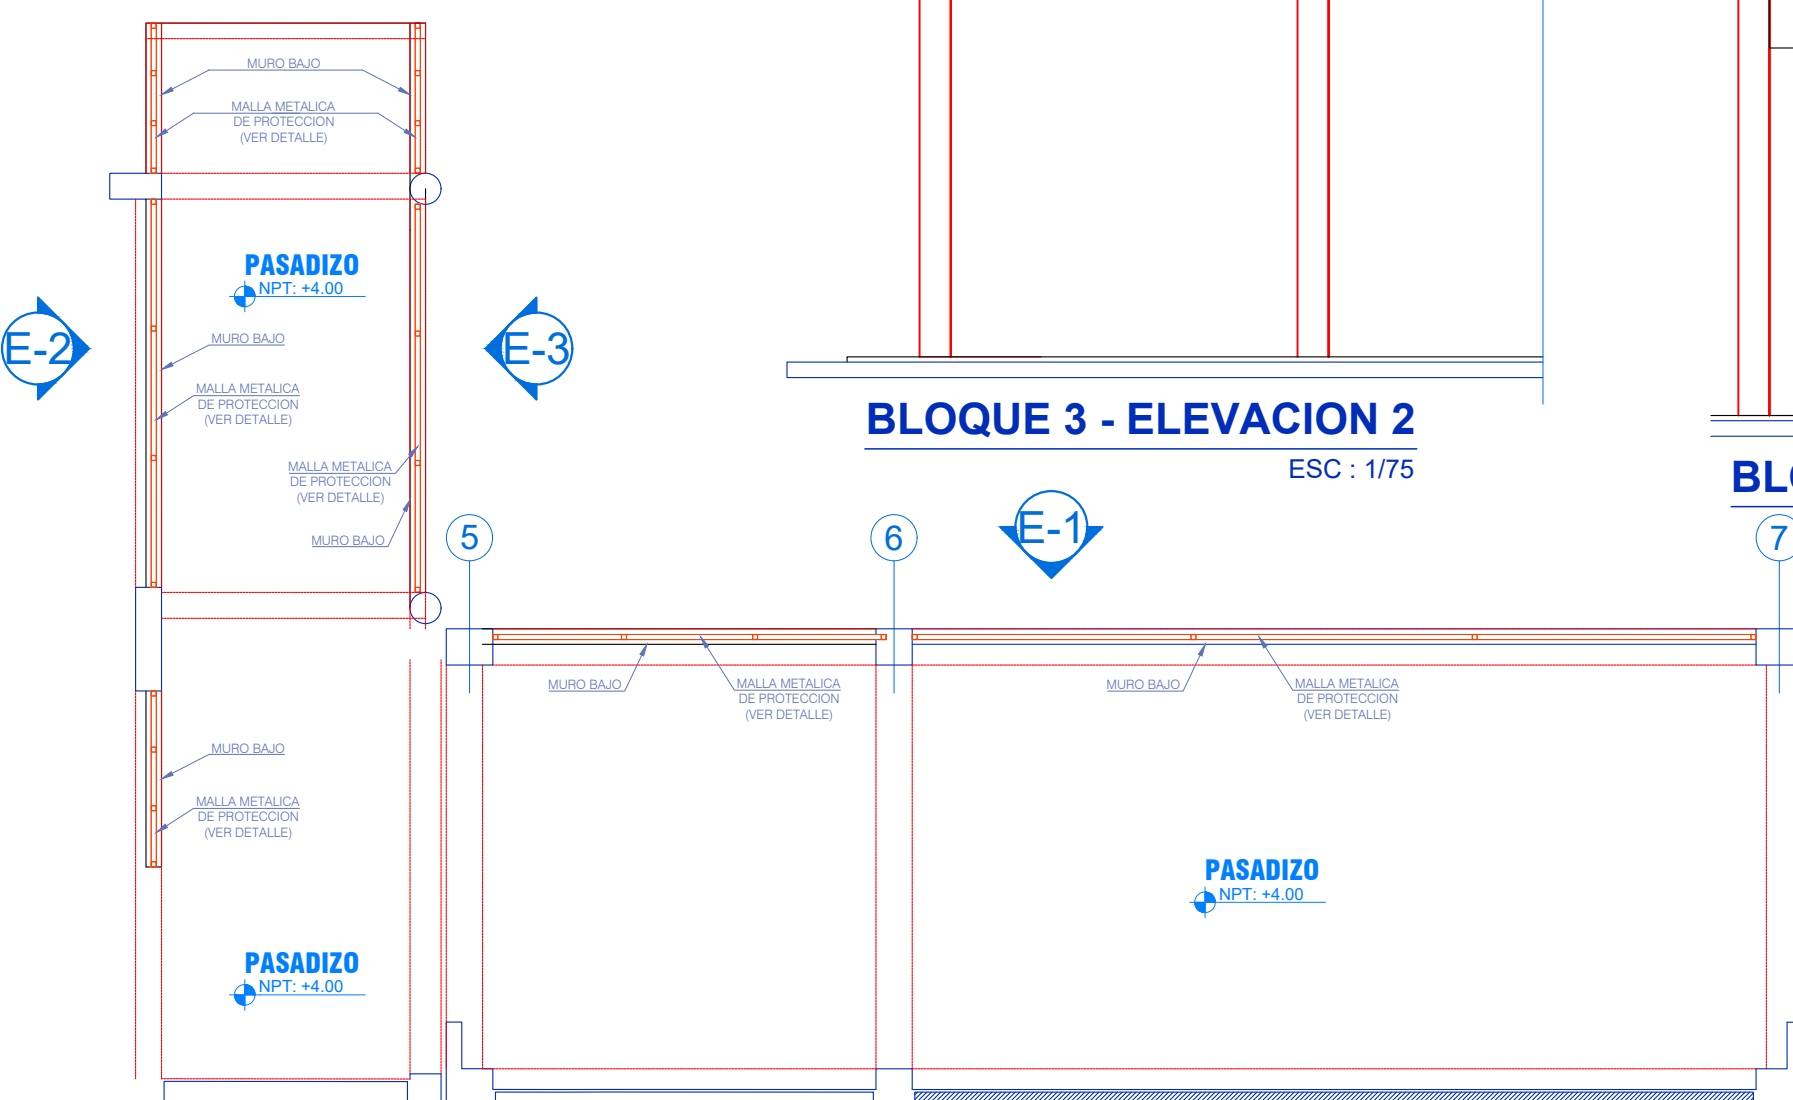 MURO BAJO
MALLA METALICA
DE PROTECCION
(VER DETALLE)
PASADIZO
NPT: +4.00
E-2
E-3
MURO BAJO
MALLA METALICA
DE PROTECCION
(VER DETALLE)
MALLA METALICA
DE PROTECCION
(VER DETALLE)
MURO BAJO
BLOQUE 3 - ELEVACION 2
ESC : 1/75
BLO
5
6
E-1
7
MURO BAJO
MALLA METALICA
DE PROTECCION
(VER DETALLE)
MURO BAJO
MALLA METALICA
DE PROTECCION
(VER DETALLE)
MURO BAJO
MALLA METALICA
DE PROTECCION
(VER DETALLE)
PASADIZO
NPT: +4.00
PASADIZO
NPT: +4.00